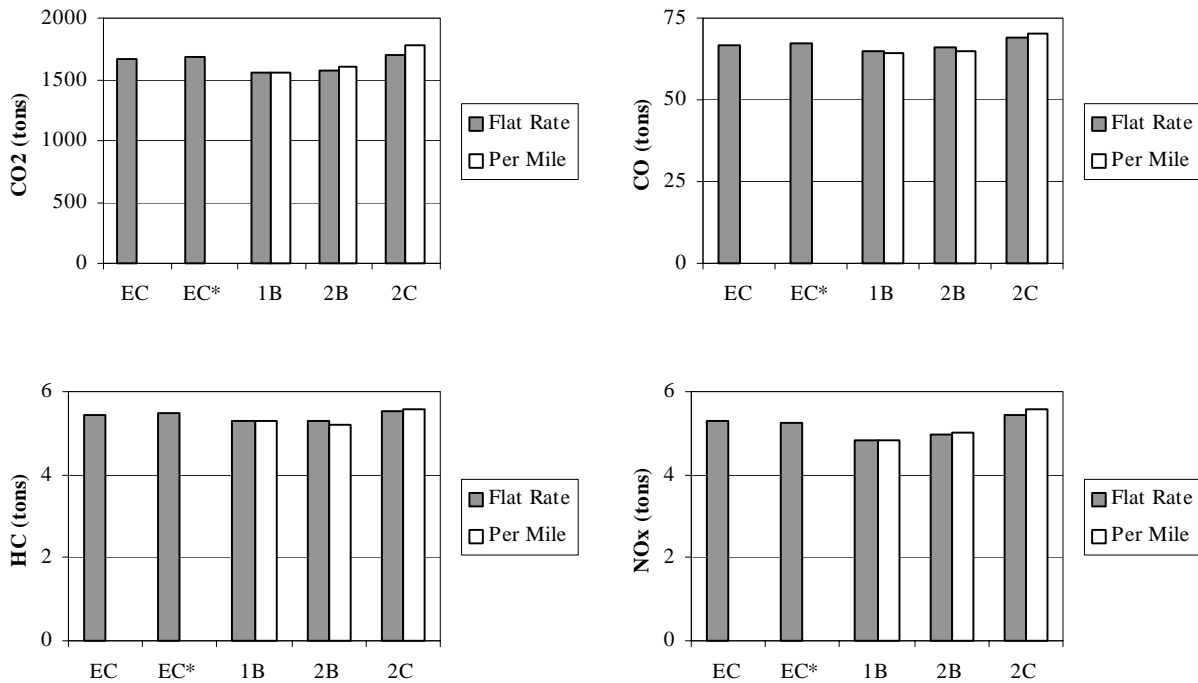 2000
1500
1000
500
0
CO2 (tons)
EC EC* 1B 2B 2C
Flat Rate
Per Mile
75
50
25
0
CO (tons)
EC EC* 1B 2B 2C
Flat Rate
Per Mile
6
4
2
0
HC (tons)
EC EC* 1B 2B 2C
Flat Rate
Per Mile
6
4
2
0
NOx (tons)
EC EC* 1B 2B 2C
Flat Rate
Per Mile